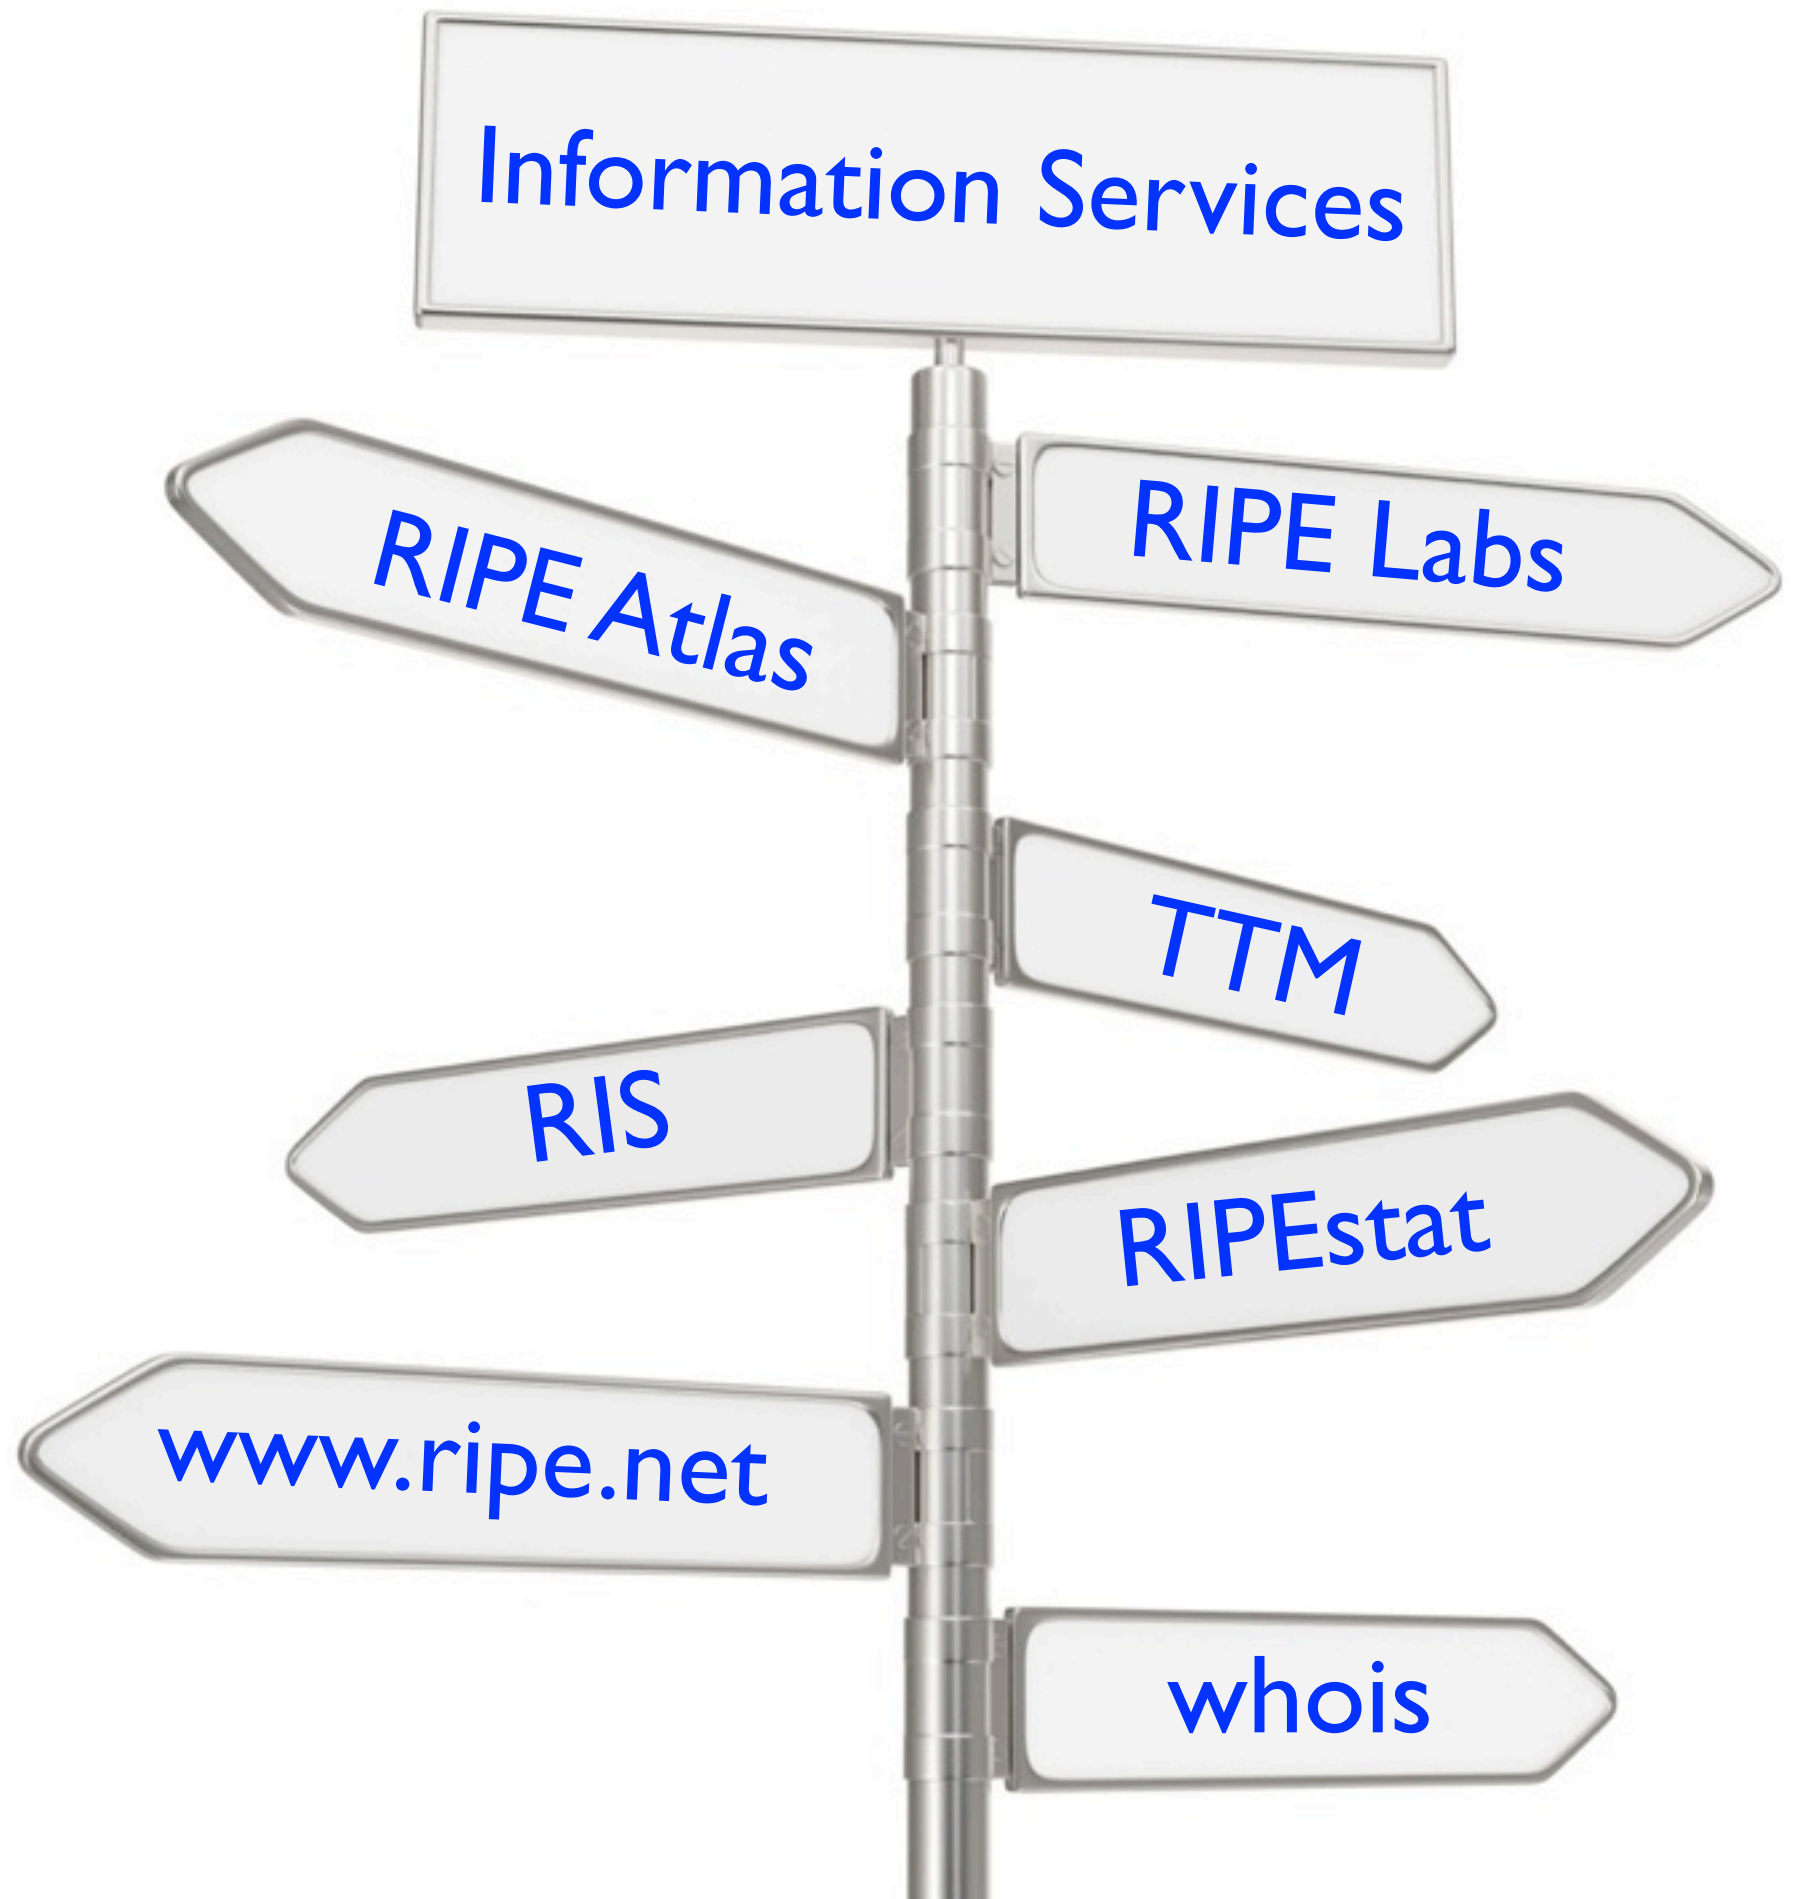 Information Services
RIPE Labs
RIPE Atlas
TTM
RIS
RIPEstat
www.ripe.net
whois